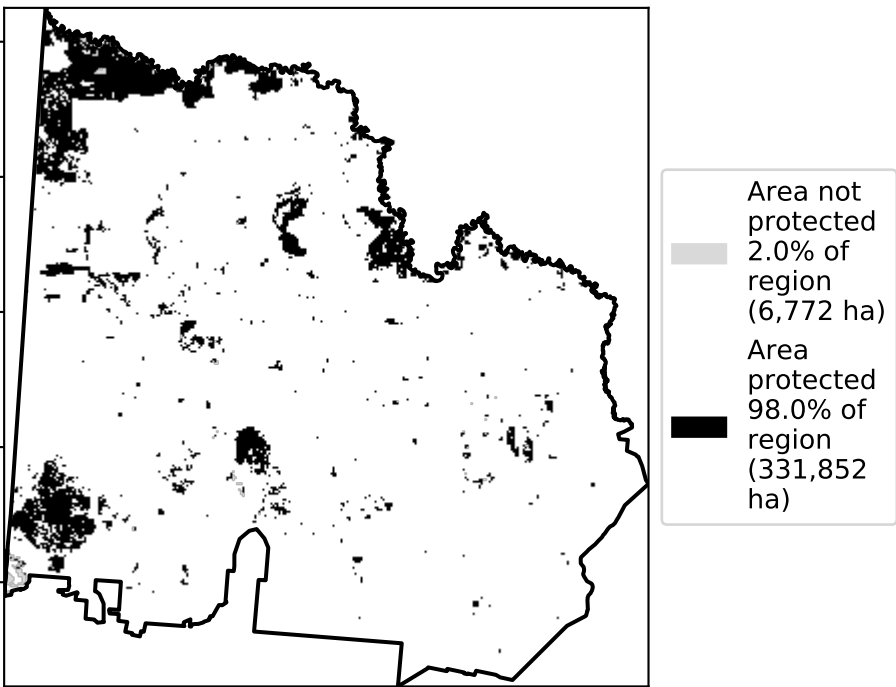 Area not
protected
2.0% of
region
(6,772 ha)
Area
protected
98.0% of
region
(331,852
ha)